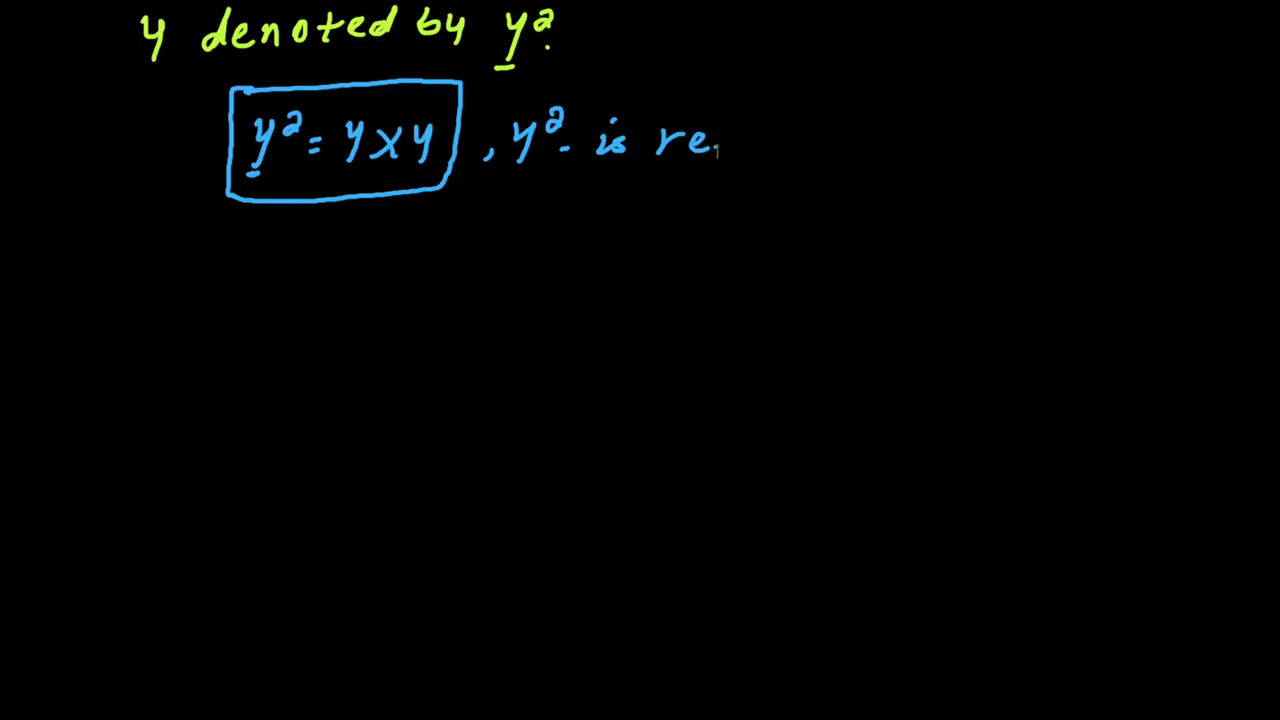 y denoted by y².
y² = y x y , y² is re